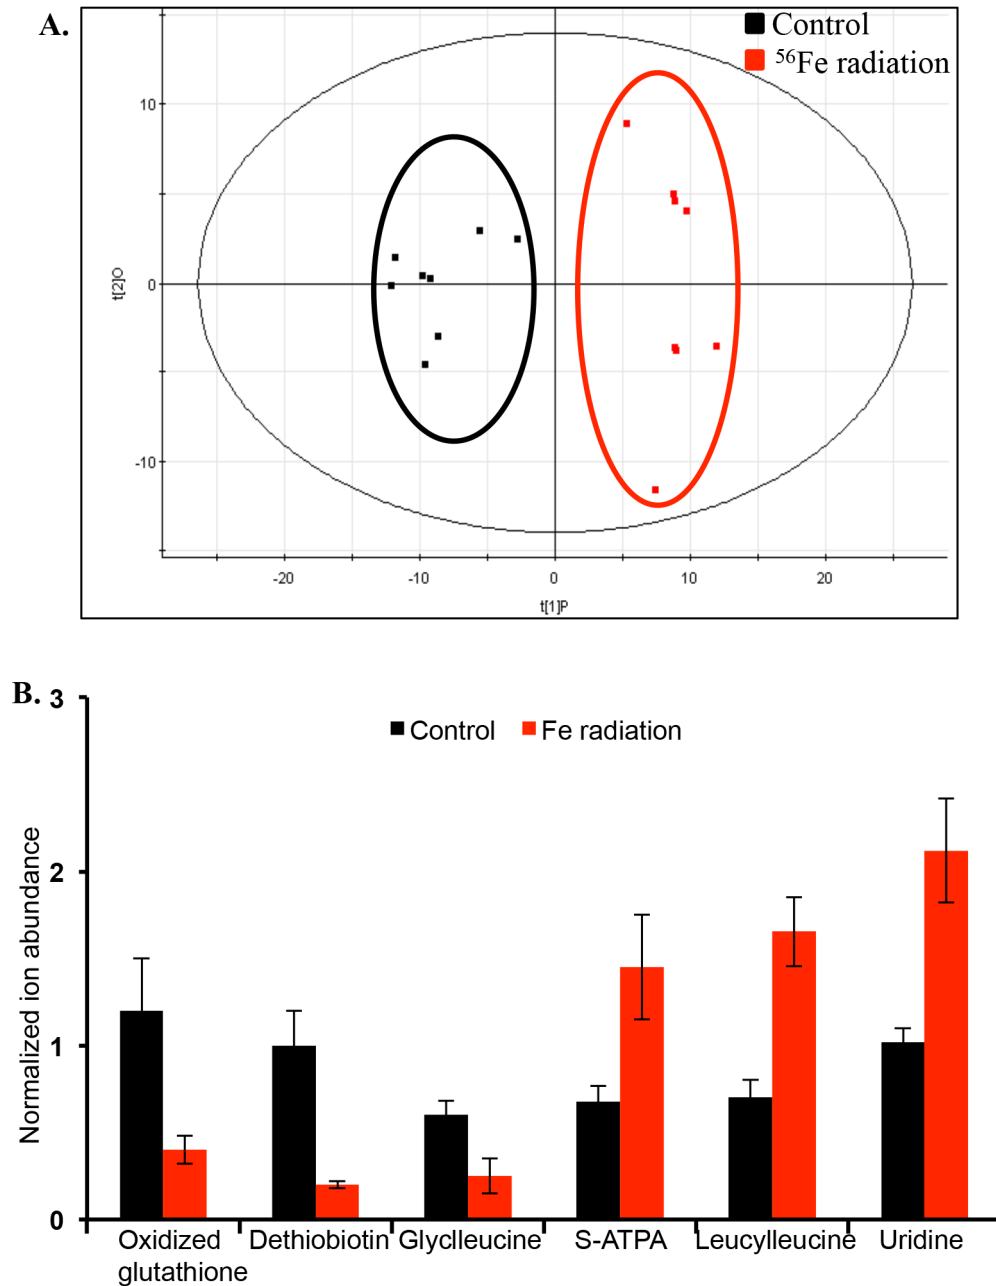 A.
Control
⁵⁶Fe radiation
10
0
-10
t[2]O
-20
-10
0
10
20
t[1]P
B.
3
2
1
0
Normalized ion abundance
Control
Fe radiation
Oxidized
glutathione
Dethiobiotin
Glyclleucine
S-ATPA
Leucylleucine
Uridine